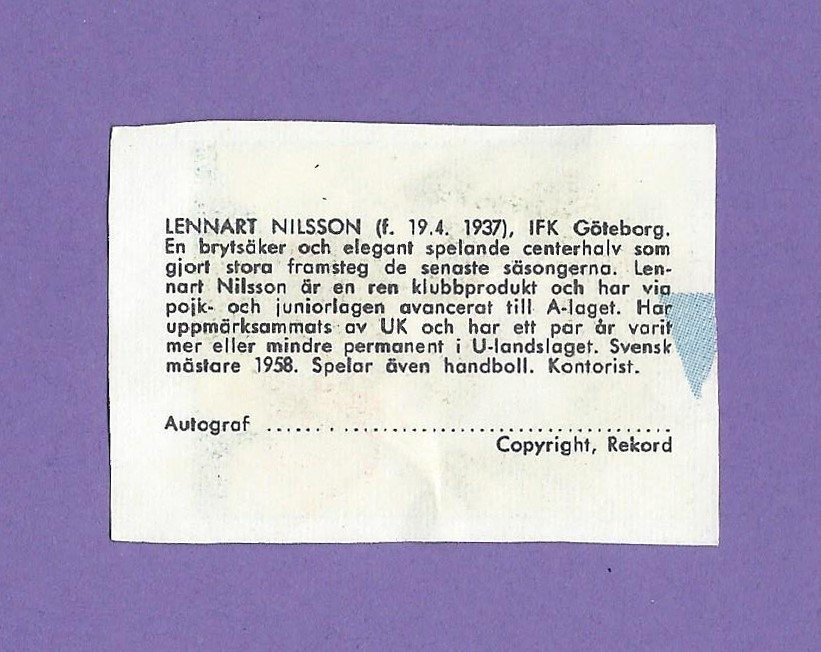 LENNART NILSSON (f. 19.4. 1937), IFK Göteborg.
En brytsäker och elegant spelande centerhalv som
gjort stora framsteg de senaste säsongerna. Len-
nart Nilsson är en ren klubbprodukt och har via
pojk- och juniorlagen avancerat till A-laget. Har
uppmärksammats av UK och har ett par år varit
mer eller mindre permanent i U-landslaget. Svensk
mästare 1958. Spelar även handboll. Kontorist.
Autograf ........................................
Copyright, Rekord